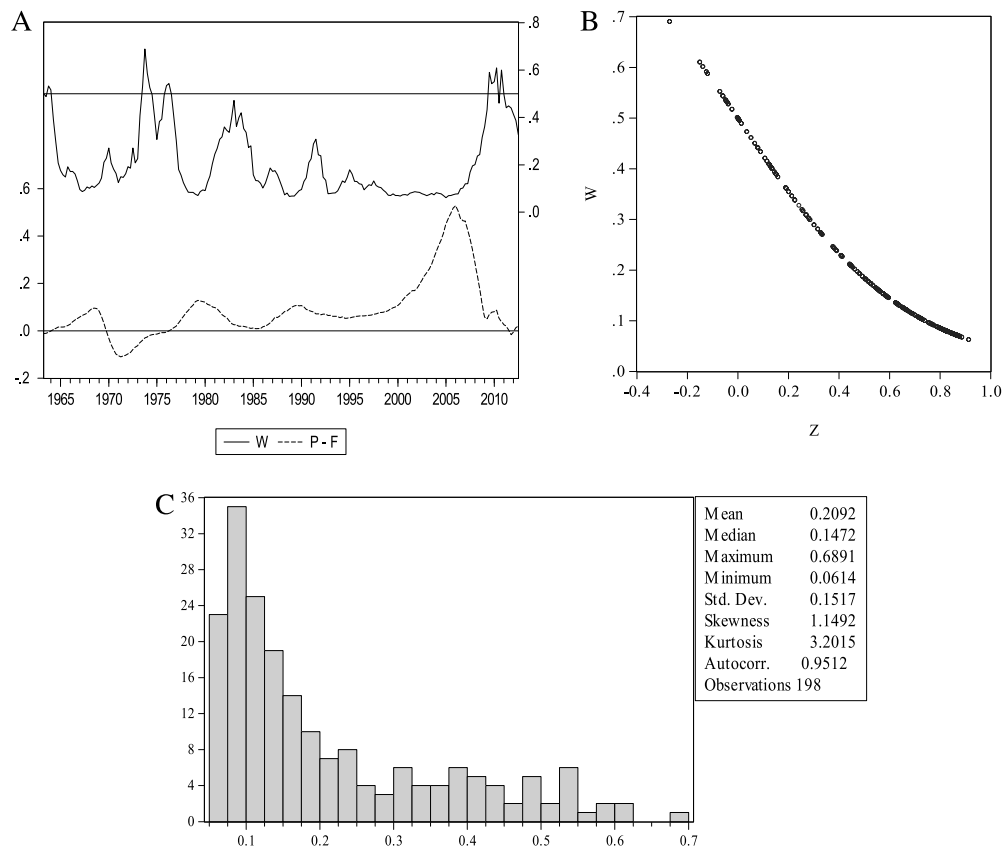 A
.8
.6
.4
.2
.0
.6
.4
.2
.0
-.2
1965 1970 1975 1980 1985 1990 1995 2000 2005 2010
W P - F
B
.7
.6
.5
.4
.3
.2
.1
.0
W
-0.4 -0.2 0.0 0.2 0.4 0.6 0.8 1.0
Z
C
36
32
28
24
20
16
12
8
4
0
0.1 0.2 0.3 0.4 0.5 0.6 0.7
Mean 0.2092
Median 0.1472
Maximum 0.6891
Minimum 0.0614
Std. Dev. 0.1517
Skewness 1.1492
Kurtosis 3.2015
Autocorr. 0.9512
Observations 198